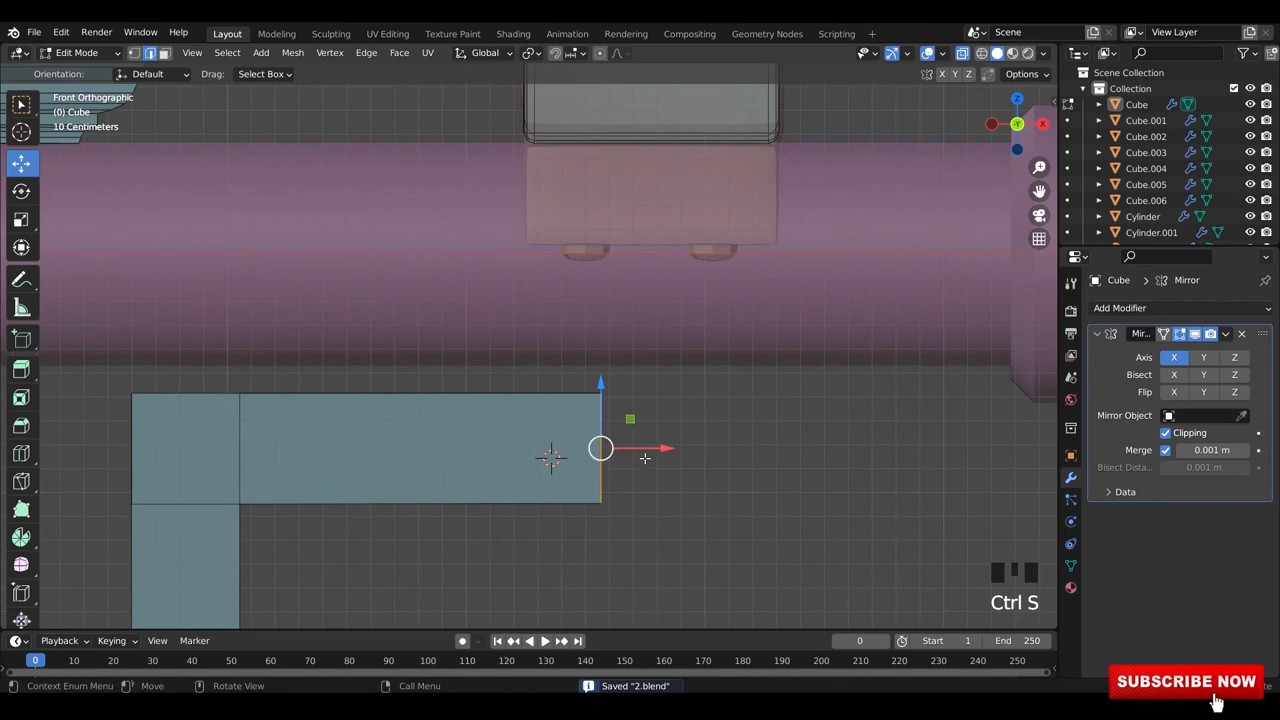 File Edit Render Window Help Layout Modeling Sculpting UV Editing Texture Paint Shading Animation Rendering Compositing Geometry Nodes Scripting + Scene View Layer
Edit Mode View Select Add Mesh Vertex Edge Face UV Global
Orientation: Default Drag: Select Box X Y Z Options
Front Orthographic
(0) Cube
10 Centimeters
Z
Y
X
Scene Collection
Collection
Cube
Cube.001
Cube.002
Cube.003
Cube.004
Cube.005
Cube.006
Cylinder
Cylinder.001
Cube > Mirror
Add Modifier
Mir...
Axis X Y Z
Bisect X Y Z
Flip X Y Z
Mirror Object
Clipping
Merge 0.001 m
Bisect Dista... 0.001 m
Data
Ctrl S
Playback Keying View Marker 0 Start 1 End 250
0 10 20 30 40 50 60 70 80 90 100 110 120 130 140 150 160 170 180 190 200 210 220 230 240 250
Context Enum Menu Move Rotate View Call Menu Saved "2.blend"
SUBSCRIBE NOW